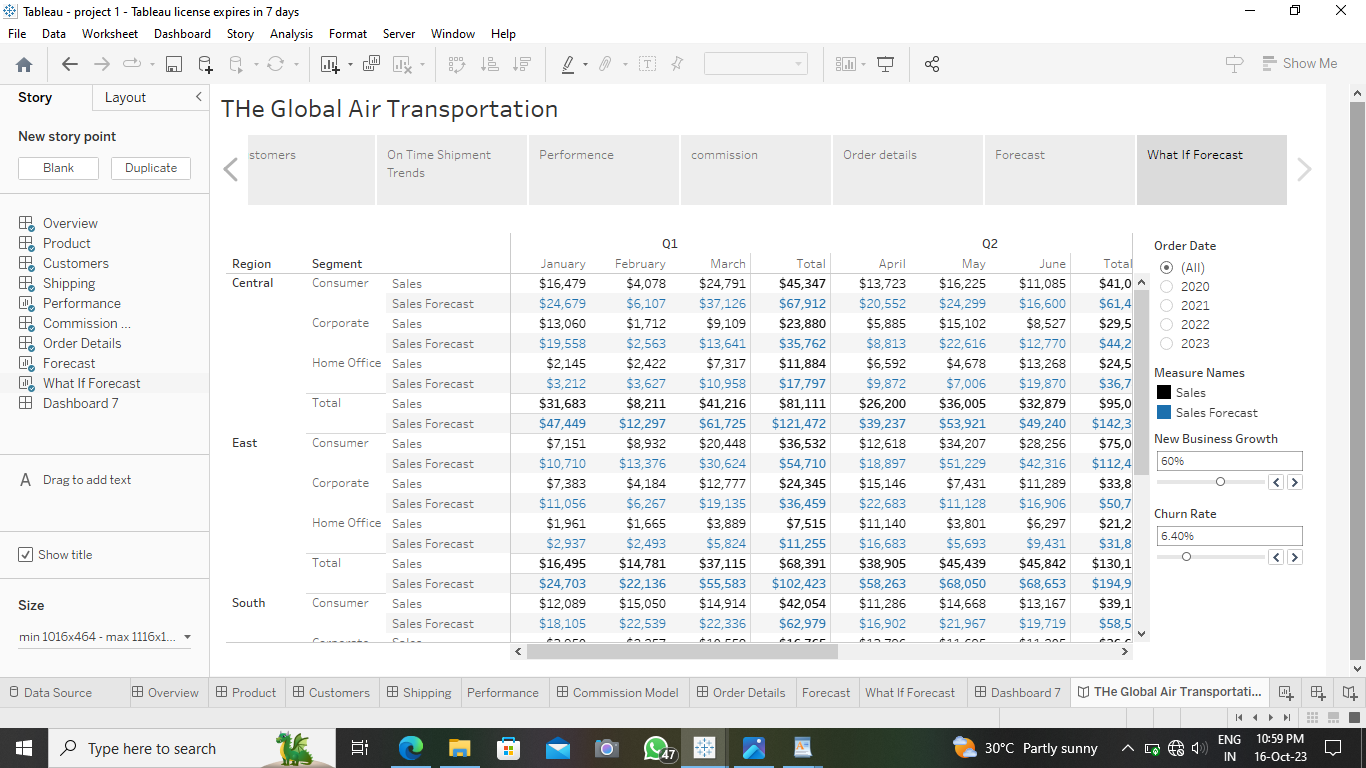 Tableau - project 1 - Tableau license expires in 7 days
File Data Worksheet Dashboard Story Analysis Format Server Window Help
Show Me
Story Layout
New story point
Blank Duplicate
Overview
Product
Customers
Shipping
Performance
Commission ...
Order Details
Forecast
What If Forecast
Dashboard 7
A Drag to add text
Show title
Size
min 1016x464 - max 1116x1...
THe Global Air Transportation
stomers
On Time Shipment
Trends
Performence
commission
Order details
Forecast
What If Forecast
Q1 Q2
Region Segment January February March Total April May June Total
Central Consumer Sales $16,479 $4,078 $24,791 $45,347 $13,723 $16,225 $11,085 $41,0
Sales Forecast $24,679 $6,107 $37,126 $67,912 $20,552 $24,299 $16,600 $61,4
Corporate Sales $13,060 $1,712 $9,109 $23,880 $5,885 $15,102 $8,527 $29,5
Sales Forecast $19,558 $2,563 $13,641 $35,762 $8,813 $22,616 $12,770 $44,2
Home Office Sales $2,145 $2,422 $7,317 $11,884 $6,592 $4,678 $13,268 $24,5
Sales Forecast $3,212 $3,627 $10,958 $17,797 $9,872 $7,006 $19,870 $36,7
Total Sales $31,683 $8,211 $41,216 $81,111 $26,200 $36,005 $32,879 $95,0
Sales Forecast $47,449 $12,297 $61,725 $121,472 $39,237 $53,921 $49,240 $142,3
East Consumer Sales $7,151 $8,932 $20,448 $36,532 $12,618 $34,207 $28,256 $75,0
Sales Forecast $10,710 $13,376 $30,624 $54,710 $18,897 $51,229 $42,316 $112,4
Corporate Sales $7,383 $4,184 $12,777 $24,345 $15,146 $7,431 $11,289 $33,8
Sales Forecast $11,056 $6,267 $19,135 $36,459 $22,683 $11,128 $16,906 $50,7
Home Office Sales $1,961 $1,665 $3,889 $7,515 $11,140 $3,801 $6,297 $21,2
Sales Forecast $2,937 $2,493 $5,824 $11,255 $16,683 $5,693 $9,431 $31,8
Total Sales $16,495 $14,781 $37,115 $68,391 $38,905 $45,439 $45,842 $130,1
Sales Forecast $24,703 $22,136 $55,583 $102,423 $58,263 $68,050 $68,653 $194,9
South Consumer Sales $12,089 $15,050 $14,914 $42,054 $11,286 $14,668 $13,167 $39,1
Sales Forecast $18,105 $22,539 $22,336 $62,979 $16,902 $21,967 $19,719 $58,5
Order Date
(All)
2020
2021
2022
2023
Measure Names
Sales
Sales Forecast
New Business Growth
60%
Churn Rate
6.40%
Data Source Overview Product Customers Shipping Performance Commission Model Order Details Forecast What If Forecast Dashboard 7 THe Global Air Transportati...
Type here to search
47
30°C Partly sunny
ENG
IN
10:59 PM
16-Oct-23